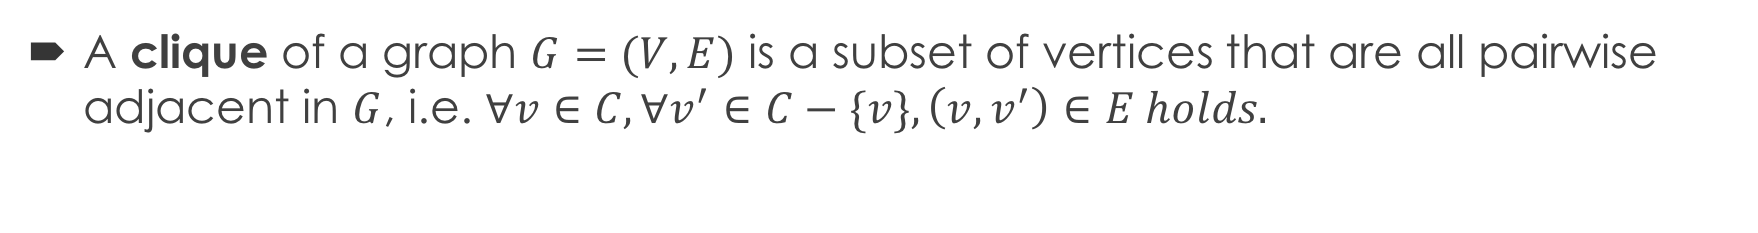 A clique of a graph G = (V, E) is a subset of vertices that are all pairwise
adjacent in G, i.e. ∀v ∈ C, ∀v′ ∈ C − {v}, (v, v′) ∈ E holds.